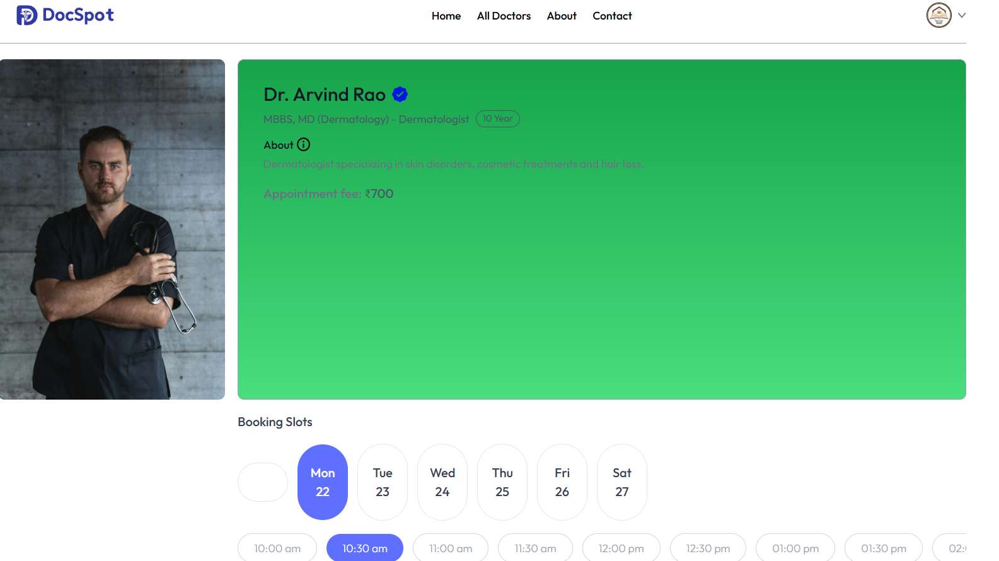 DocSpot
Home All Doctors About Contact
Dr. Arvind Rao
MBBS, MD (Dermatology) - Dermatologist 10 Year
About
Dermatologist specializing in skin disorders, cosmetic treatments and hair loss.
Appointment fee: ₹700
Booking Slots
Mon Tue Wed Thu Fri Sat
22 23 24 25 26 27
10:00 am 10:30 am 11:00 am 11:30 am 12:00 pm 12:30 pm 01:00 pm 01:30 pm